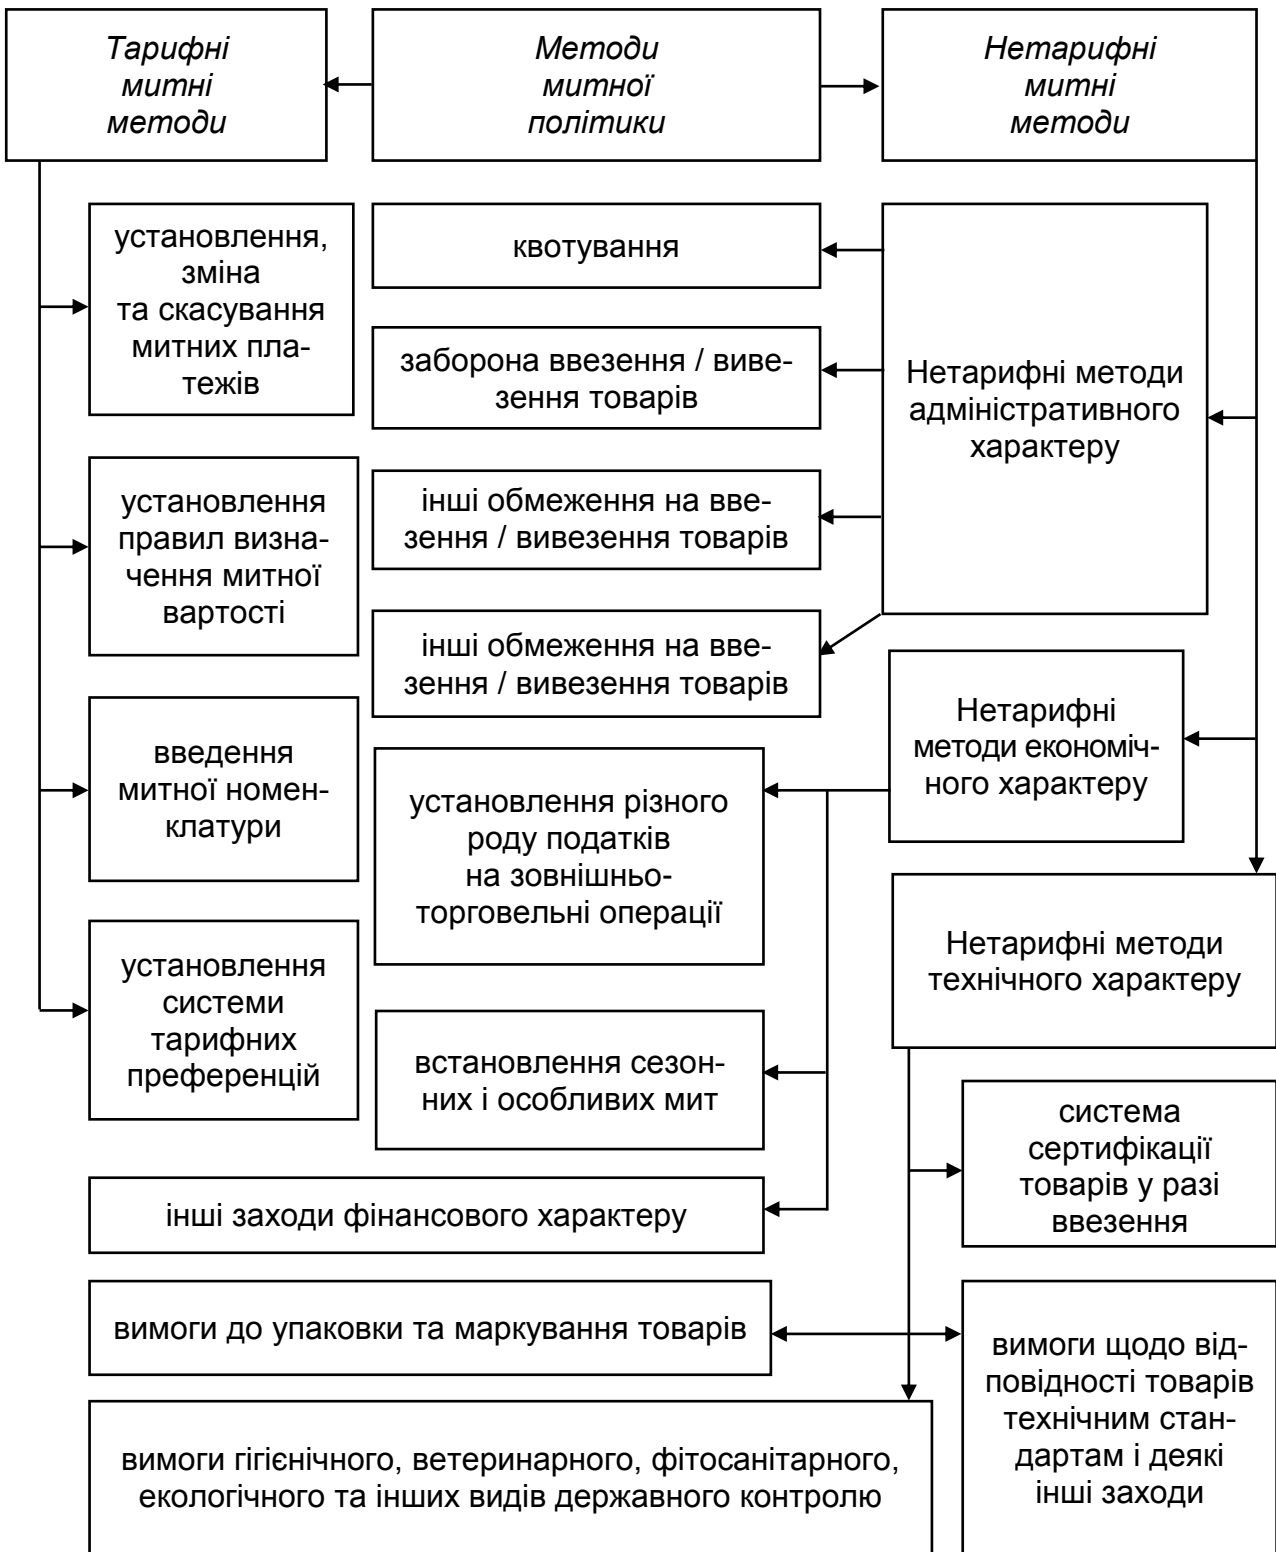 Тарифні
митні
методи
Методи
митної
політики
Нетарифні
митні
методи
установлення,
зміна
та скасування
митних пла-
тежів
установлення
правил визна-
чення митної
вартості
введення
митної номен-
клатури
установлення
системи
тарифних
преференцій
квотування
заборона ввезення / виве-
зення товарів
інші обмеження на вве-
зення / вивезення товарів
інші обмеження на вве-
зення / вивезення товарів
Нетарифні методи
адміністративного
характеру
Нетарифні
методи економіч-
ного характеру
установлення різного
роду податків
на зовнішньо-
торговельні операції
встановлення сезон-
них і особливих мит
інші заходи фінансового характеру
Нетарифні методи
технічного характеру
система
сертифікації
товарів у разі
ввезення
вимоги до упаковки та маркування товарів
вимоги щодо від-
повідності товарів
технічним стан-
дартам і деякі
інші заходи
вимоги гігієнічного, ветеринарного, фітосанітарного,
екологічного та інших видів державного контролю